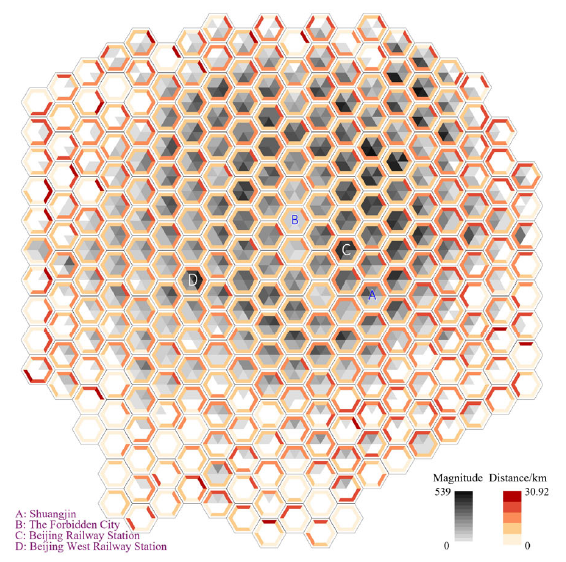 B
C
D
A
Magnitude Distance/km
539 30.92
0 0
A: Shuangjin
B: The Forbidden City
C: Beijing Railway Station
D: Beijing West Railway Station